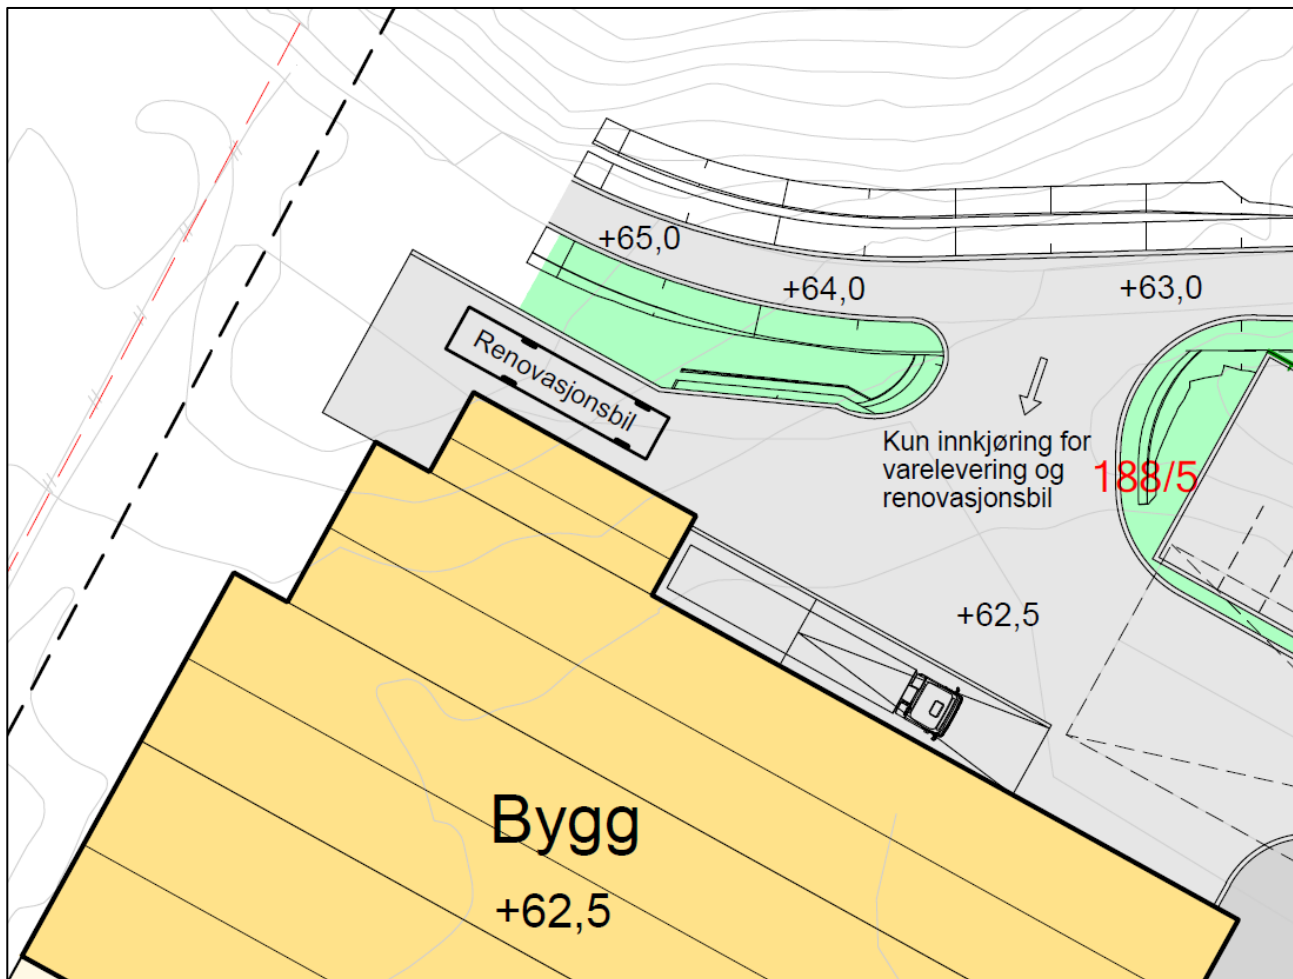 +65,0
+64,0
+63,0
Renovasjonsbil
Kun innkjøring for
varelevering og
renovasjonsbil
188/5
+62,5
Bygg
+62,5